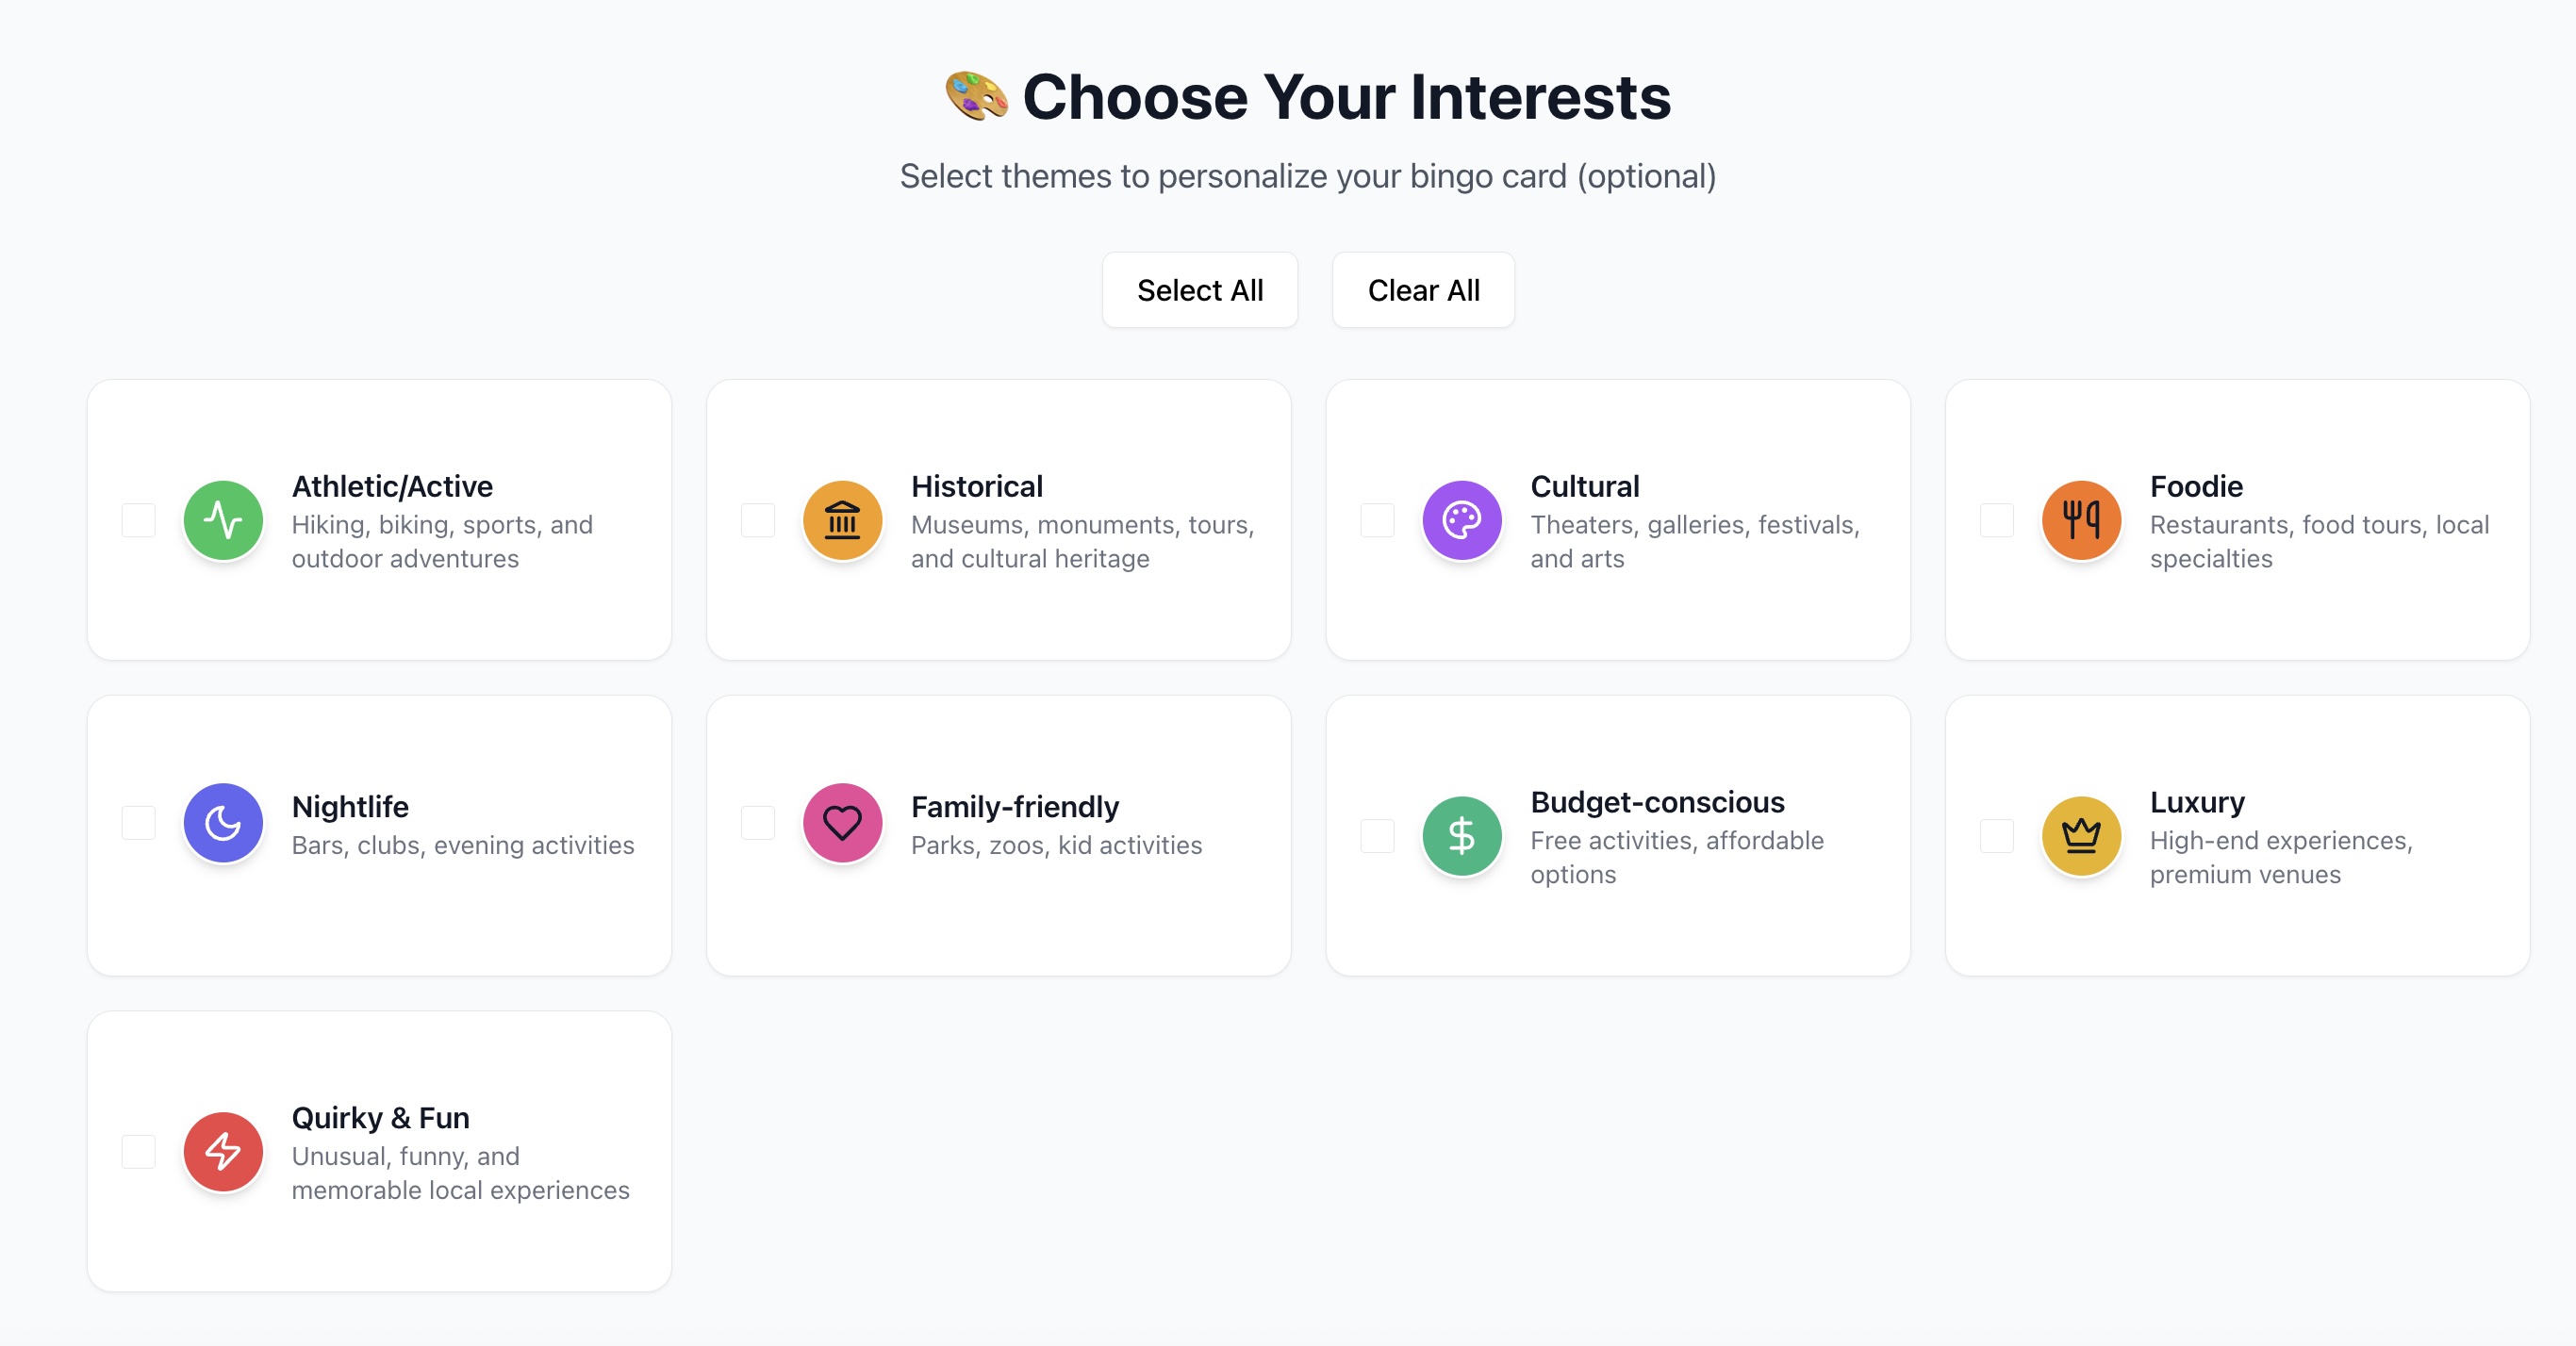 🎨 Choose Your Interests
Select themes to personalize your bingo card (optional)
Select All
Clear All
Athletic/Active
Hiking, biking, sports, and
outdoor adventures
Historical
Museums, monuments, tours,
and cultural heritage
Cultural
Theaters, galleries, festivals,
and arts
Foodie
Restaurants, food tours, local
specialties
Nightlife
Bars, clubs, evening activities
Family-friendly
Parks, zoos, kid activities
Budget-conscious
Free activities, affordable
options
Luxury
High-end experiences,
premium venues
Quirky & Fun
Unusual, funny, and
memorable local experiences